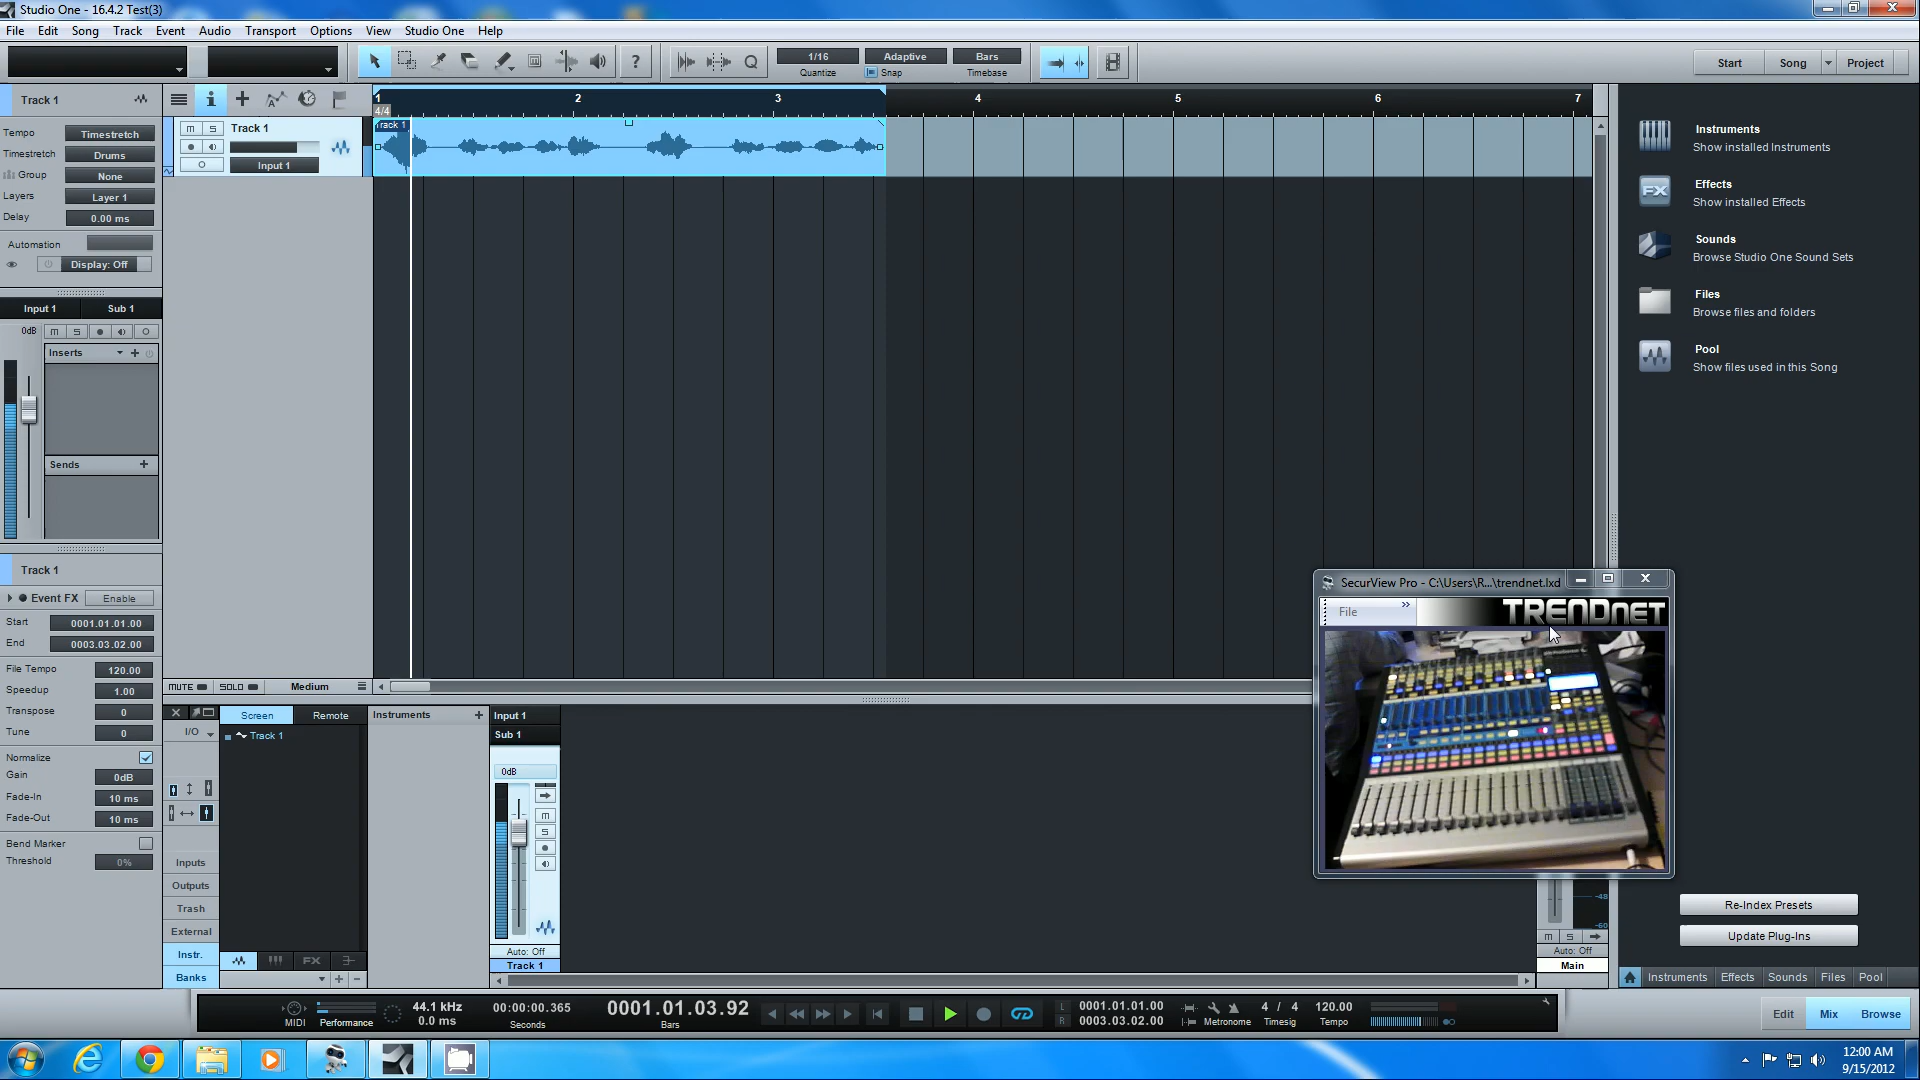 Studio One - 16.4.2 Test(3)
File Edit Song Track Event Audio Transport Options View Studio One Help
1/16 Adaptive Bars
Quantize Snap Timebase
Start Song Project
Track 1
1 2 3 4 5 6 7
4/4
Tempo Timestretch
Timestretch Drums
Group None
Layers Layer 1
Delay 0.00 ms
Automation
Display: Off
M S Track 1
Input 1
Track 1
Instruments
Show installed Instruments
FX
Effects
Show installed Effects
Sounds
Browse Studio One Sound Sets
Files
Browse files and folders
Pool
Show files used in this Song
Input 1 Sub 1
0dB M S
Inserts
Sends
Track 1
Event FX Enable
Start 0001.01.01.00
End 0003.03.02.00
File Tempo 120.00
Speedup 1.00
Transpose 0
Tune 0
Normalize
Gain 0dB
Fade-In 10 ms
Fade-Out 10 ms
Bend Marker
Threshold 0%
MUTE SOLO Medium
I/O
Screen Remote
Track 1
Instruments
Inputs
Outputs
Trash
External
Instr.
Banks
FX
Input 1
Sub 1
0dB
M
S
Auto: Off
Track 1
SecurView Pro - C:\Users\R...\trendnet.lxd
File
TRENDNET
-48
-60
M S
Auto: Off
Main
Re-Index Presets
Update Plug-Ins
Instruments Effects Sounds Files Pool
MIDI Performance
44.1 kHz
0.0 ms
00:00:00.365
Seconds
0001.01.03.92
Bars
L 0001.01.01.00
R 0003.03.02.00
Metronome
4 / 4
Timesig
120.00
Tempo
Edit Mix Browse
12:00 AM
9/15/2012